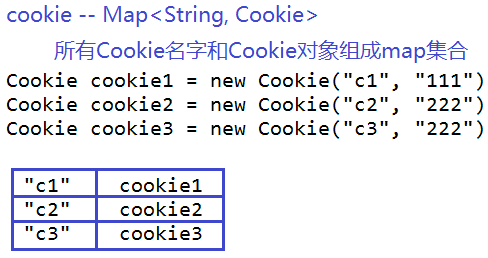 cookie -- Map<String, Cookie>
所有Cookie名字和Cookie对象组成map集合
Cookie cookie1 = new Cookie("c1", "111")
Cookie cookie2 = new Cookie("c2", "222")
Cookie cookie3 = new Cookie("c3", "222")
"c1" cookie1
"c2" cookie2
"c3" cookie3